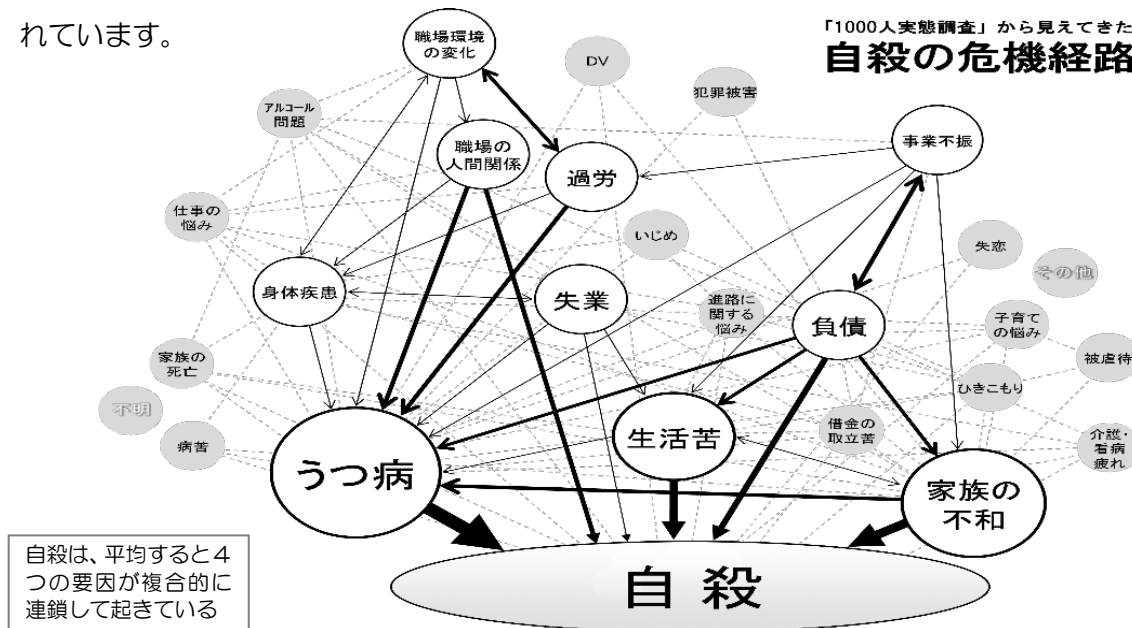 れています。
「1000人実態調査」から見えてきた
自殺の危機経路
職場環境
の変化
DV
犯罪被害
アルコール
問題
職場の
人間関係
過労
事業不振
仕事の
悩み
いじめ
失恋
その他
身体疾患
失業
進路に
関する
悩み
負債
子育て
の悩み
家族の
死亡
被虐待
ひきこもり
不明
病苦
うつ病
生活苦
借金の
取立苦
介護・
看病
疲れ
家族の
不和
自殺
自殺は、平均すると4
つの要因が複合的に
連鎖して起きている